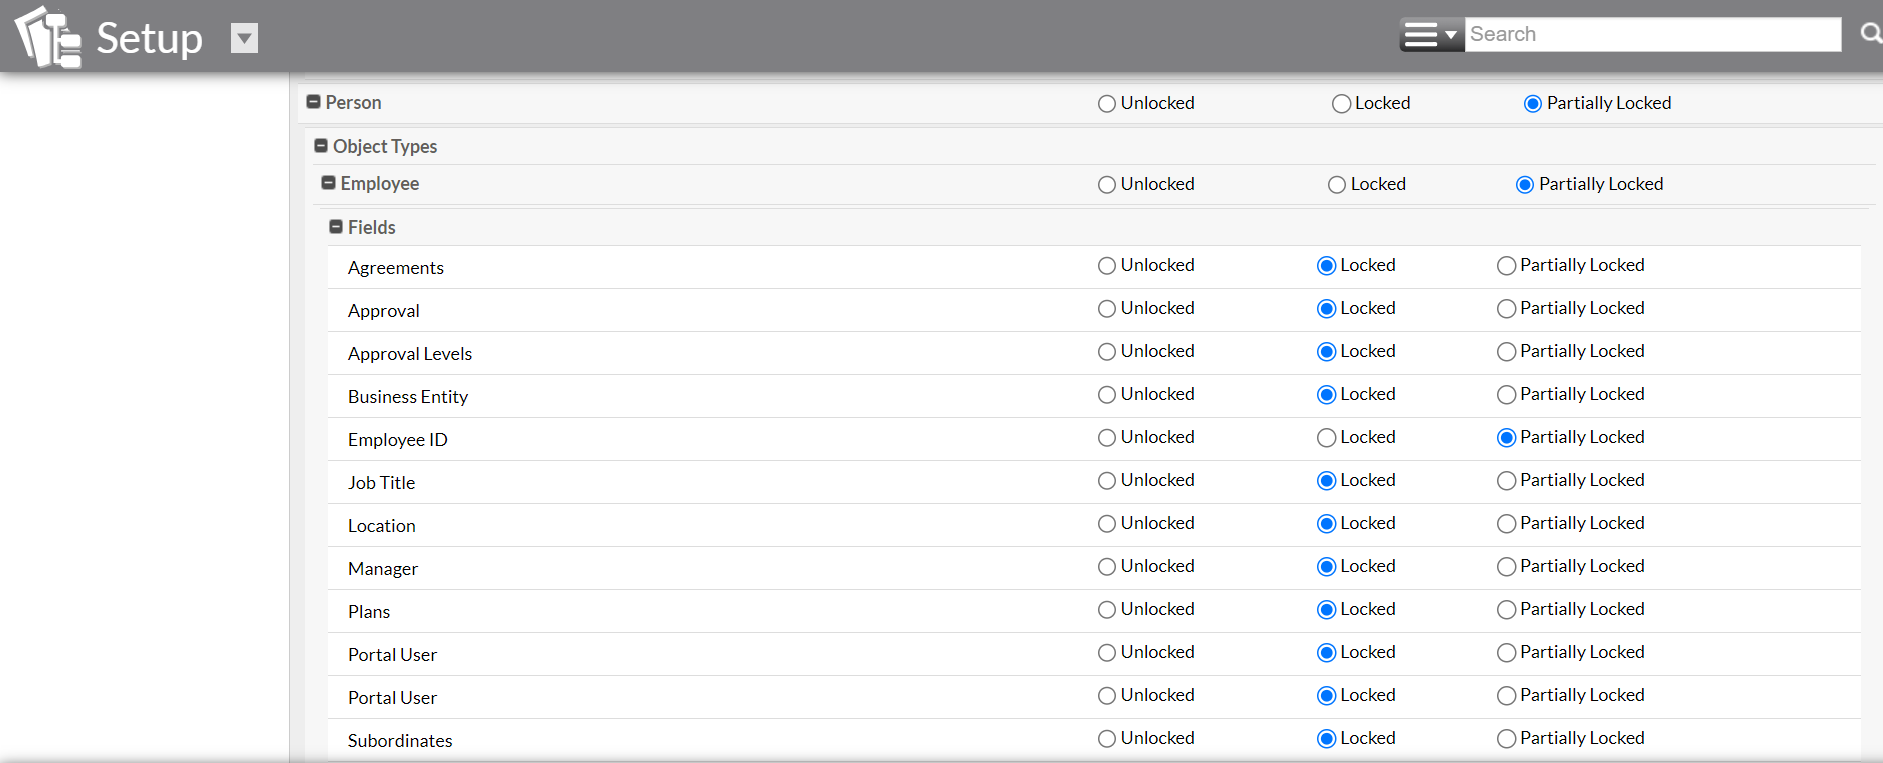 Setup
Search
Person Unlocked Locked Partially Locked
Object Types
Employee Unlocked Locked Partially Locked
Fields
Agreements Unlocked Locked Partially Locked
Approval Unlocked Locked Partially Locked
Approval Levels Unlocked Locked Partially Locked
Business Entity Unlocked Locked Partially Locked
Employee ID Unlocked Locked Partially Locked
Job Title Unlocked Locked Partially Locked
Location Unlocked Locked Partially Locked
Manager Unlocked Locked Partially Locked
Plans Unlocked Locked Partially Locked
Portal User Unlocked Locked Partially Locked
Portal User Unlocked Locked Partially Locked
Subordinates Unlocked Locked Partially Locked